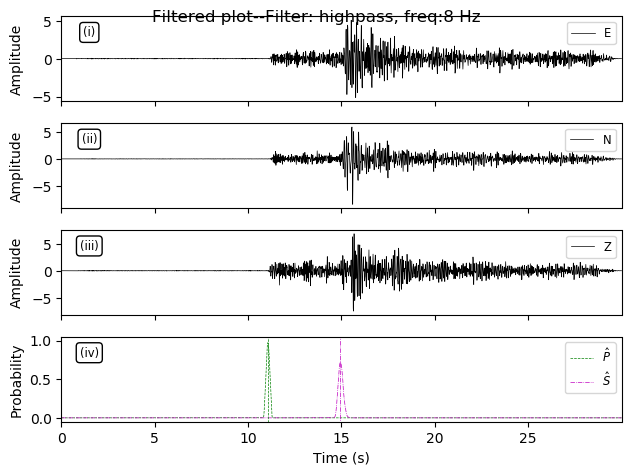 Filtered plot--Filter: highpass, freq:8 Hz
5
0
−5
Amplitude
(i)
E
5
0
−5
Amplitude
(ii)
N
5
0
−5
Amplitude
(iii)
Z
1.0
0.5
0.0
Probability
(iv)
P̂
Ŝ
0 5 10 15 20 25
Time (s)